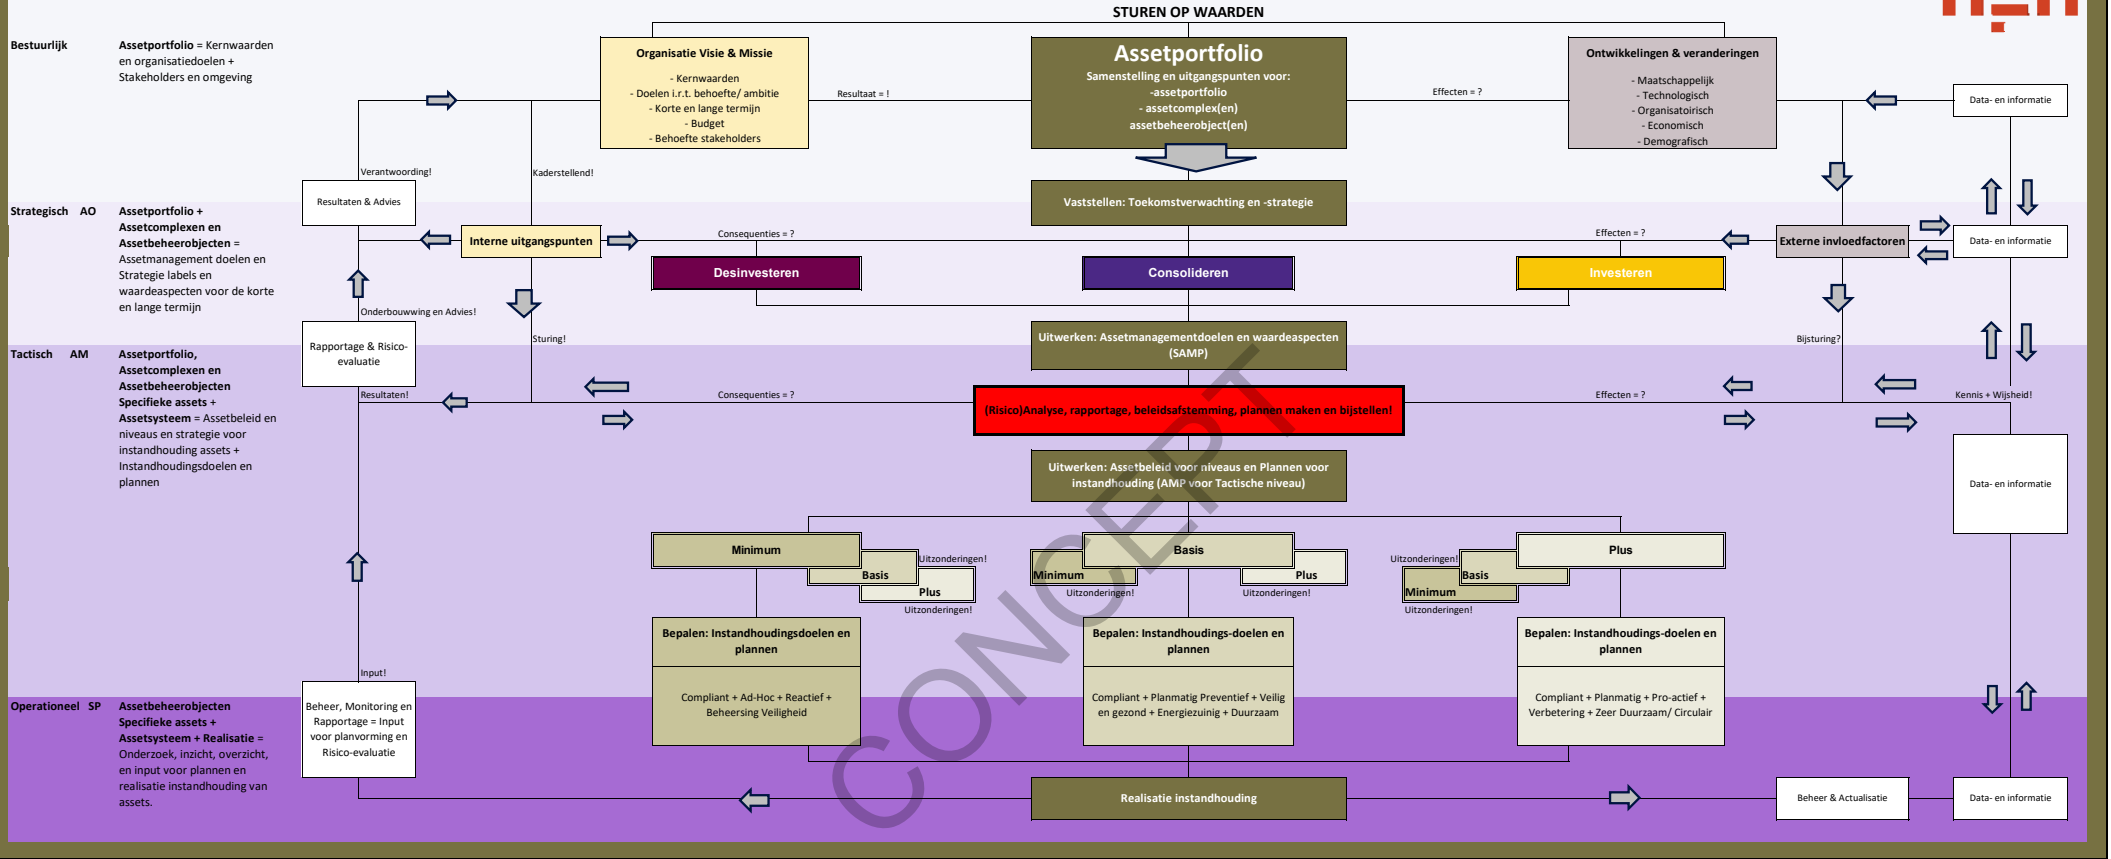 STUREN OP WAARDEN
Bestuurlijk
Assetportfolio = Kernwaarden
en organisatiedoelen +
Stakeholders en omgeving
Organisatie Visie & Missie
- Kernwaarden
- Doelen i.r.t. behoefte/ ambitie
- Korte en lange termijn
- Budget
- Behoefte stakeholders
Resultaat = !
Assetportfolio
Samenstelling en uitgangspunten voor:
-assetportfolio
- assetcomplex(en)
assetbeheerobject(en)
Effecten = ?
Ontwikkelingen & veranderingen
- Maatschappelijk
- Technologisch
- Organisatoirisch
- Economisch
- Demografisch
Data- en informatie
Verantwoording!
Kaderstellend!
Resultaten & Advies
Vaststellen: Toekomstverwachting en -strategie
Strategisch AO
Assetportfolio +
Assetcomplexen en
Assetbeheerobjecten =
Assetmanagement doelen en
Strategie labels en
waardeaspecten voor de korte
en lange termijn
Interne uitgangspunten
Consequenties = ?
Effecten = ?
Externe invloedfactoren
Data- en informatie
Desinvesteren
Consolideren
Investeren
Onderbouwwing en Advies!
Sturing!
Bijsturing?
Rapportage & Risico-
evaluatie
Uitwerken: Assetmanagementdoelen en waardeaspecten
(SAMP)
Tactisch AM
Assetportfolio,
Assetcomplexen en
Assetbeheerobjecten
Specifieke assets +
Assetsysteem = Assetbeleid en
niveaus en strategie voor
instandhouding assets +
Instandhoudingsdoelen en
plannen
Resultaten!
Consequenties = ?
(Risico)Analyse, rapportage, beleidsafstemming, plannen maken en bijstellen!
Effecten = ?
Kennis + Wijsheid!
Uitwerken: Assetbeleid voor niveaus en Plannen voor
instandhouding (AMP voor Tactische niveau)
Data- en informatie
Minimum
Uitzonderingen!
Basis
Plus
Uitzonderingen!
Basis
Minimum
Plus
Uitzonderingen!
Uitzonderingen!
Plus
Uitzonderingen!
Basis
Minimum
Uitzonderingen!
Bepalen: Instandhoudingsdoelen en
plannen
Compliant + Ad-Hoc + Reactief +
Beheersing Veiligheid
Bepalen: Instandhoudings-doelen en
plannen
Compliant + Planmatig Preventief + Veilig
en gezond + Energiezuinig + Duurzaam
Bepalen: Instandhoudings-doelen en
plannen
Compliant + Planmatig + Pro-actief +
Verbetering + Zeer Duurzaam/ Circulair
Input!
Operationeel SP
Assetbeheerobjecten
Specifieke assets +
Assetsysteem + Realisatie =
Onderzoek, inzicht, overzicht,
en input voor plannen en
realisatie instandhouding van
assets.
Beheer, Monitoring en
Rapportage = Input
voor planvorming en
Risico-evaluatie
Realisatie instandhouding
Beheer & Actualisatie
Data- en informatie
CONCEPT